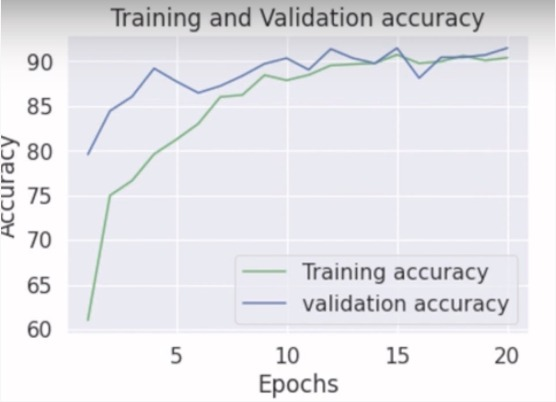 Training and Validation accuracy
90
85
80
75
70
65
60
Accuracy
Training accuracy
validation accuracy
5 10 15 20
Epochs